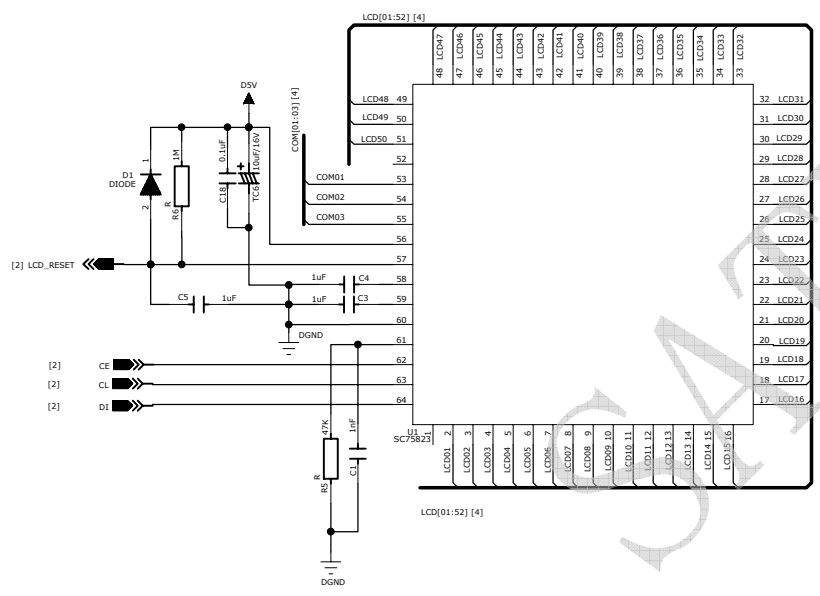 LCD[01:52] [4]
LCD47
LCD46
LCD45
LCD44
LCD43
LCD42
LCD41
LCD40
LCD39
LCD38
LCD37
LCD36
LCD35
LCD34
LCD33
LCD32
48
47
46
45
44
43
42
41
40
39
38
37
36
35
34
33
D5V
COM[01:03] [4]
LCD48 49
LCD49 50
LCD50 51
52
COM01 53
COM02 54
COM03 55
56
57
58
59
60
61
62
63
64
32 LCD31
31 LCD30
30 LCD29
29 LCD28
28 LCD27
27 LCD26
26 LCD25
25 LCD24
24 LCD23
23 LCD22
22 LCD21
21 LCD20
20 LCD19
19 LCD18
18 LCD17
17 LCD16
D1
DIODE
1
2
1M
R
R6
0.1uF
C18
10uF/16V
+
[2] LCD_RESET
1uF C4
C5 1uF
1uF C3
DGND
[2] CE
[2] CL
[2] DI
47K
R
R5
1nF
C1
DGND
U1
SC75823
1
2
3
4
5
6
7
8
9
10
11
12
13
14
15
16
LCD01
LCD02
LCD03
LCD04
LCD05
LCD06
LCD07
LCD08
LCD09
LCD10
LCD11
LCD12
LCD13
LCD14
LCD15
LCD[01:52] [4]
SAT